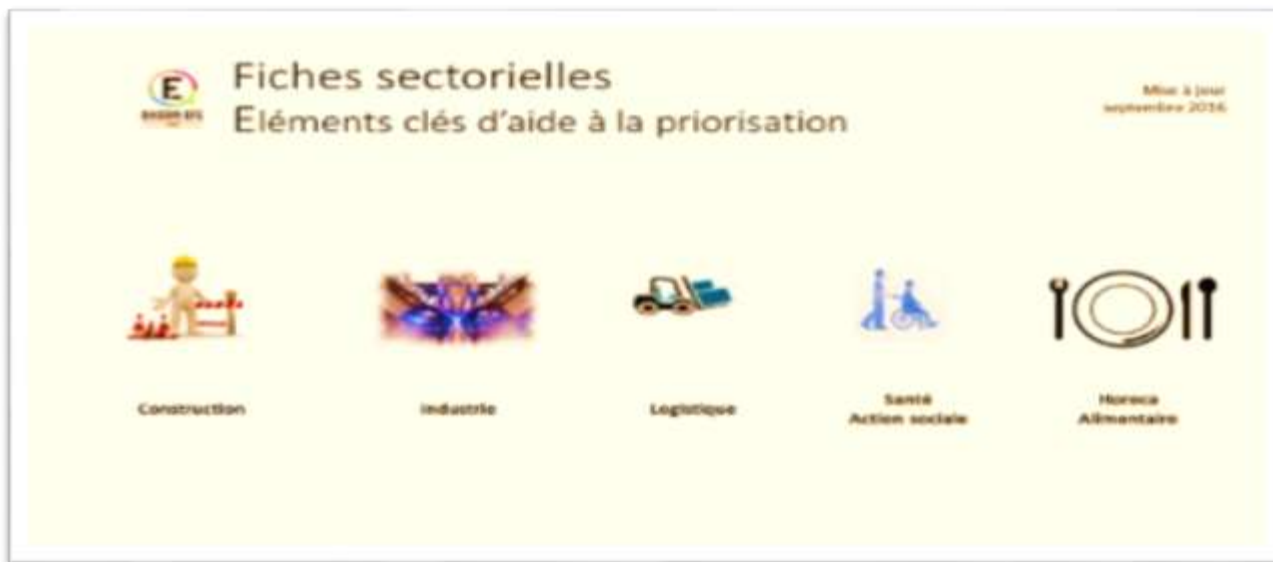 Fiches sectorielles
Eléments clés d'aide à la priorisation
Mise à jour
septembre 2016
E
Construction
Industrie
Logistique
Santé
Action sociale
Horeca
Alimentaire